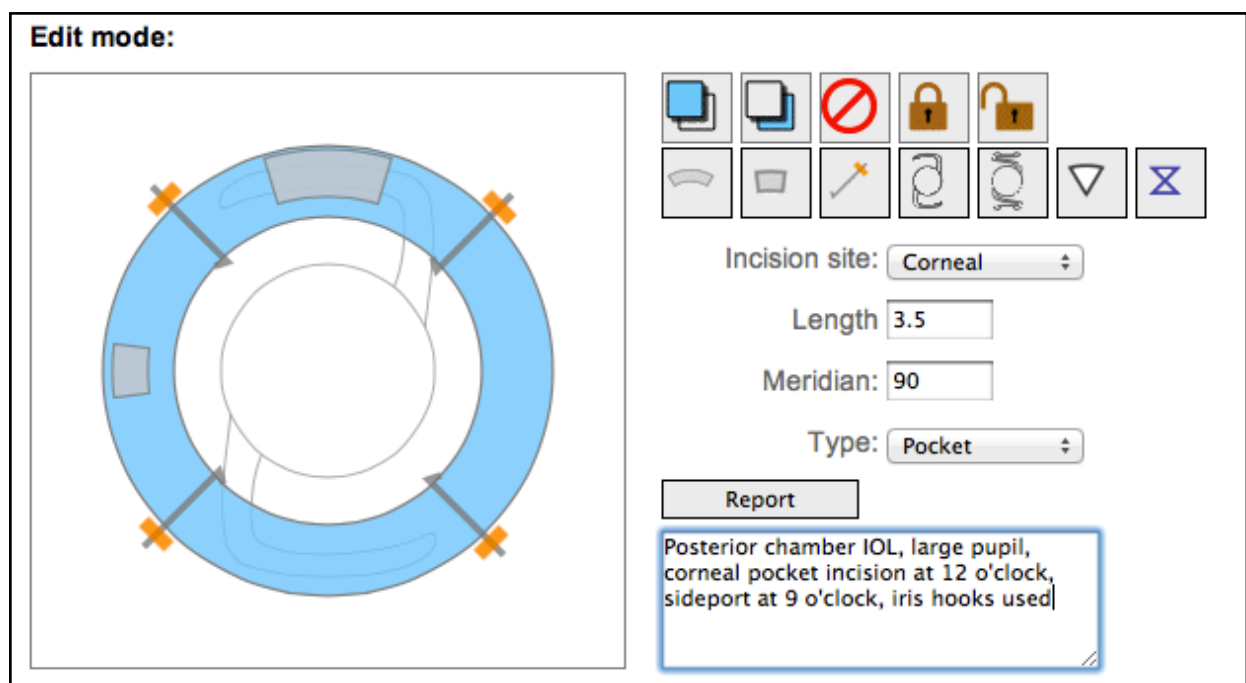 Edit mode:
Incision site: Corneal
Length 3.5
Meridian: 90
Type: Pocket
Report
Posterior chamber IOL, large pupil,
corneal pocket incision at 12 o'clock,
sideport at 9 o'clock, iris hooks used